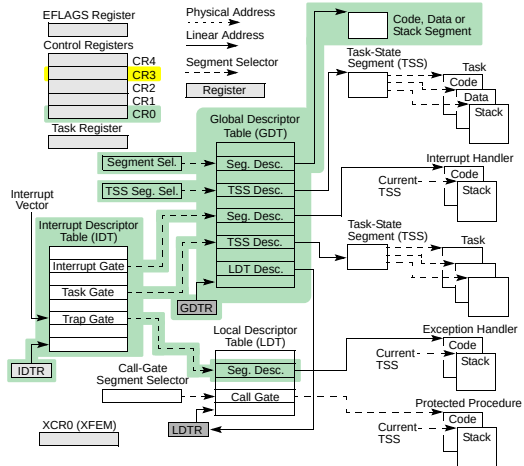 EFLAGS Register
Control Registers
CR4
CR3
CR2
CR1
CR0
Task Register
Physical Address
Linear Address
Segment Selector
Register
Code, Data or
Stack Segment
Task-State
Segment (TSS)
Task
Code
Data
Stack
Global Descriptor
Table (GDT)
Segment Sel.
Seg. Desc.
TSS Seg. Sel.
TSS Desc.
Seg. Desc.
TSS Desc.
LDT Desc.
GDTR
Interrupt Handler
Code
Current
TSS
Stack
Interrupt
Vector
Interrupt Descriptor
Table (IDT)
Interrupt Gate
Task Gate
Trap Gate
IDTR
Task-State
Segment (TSS)
Task
Local Descriptor
Table (LDT)
Seg. Desc.
Call Gate
Call-Gate
Segment Selector
LDTR
Exception Handler
Code
Current
TSS
Stack
Protected Procedure
Code
Current
TSS
Stack
XCR0 (XFEM)